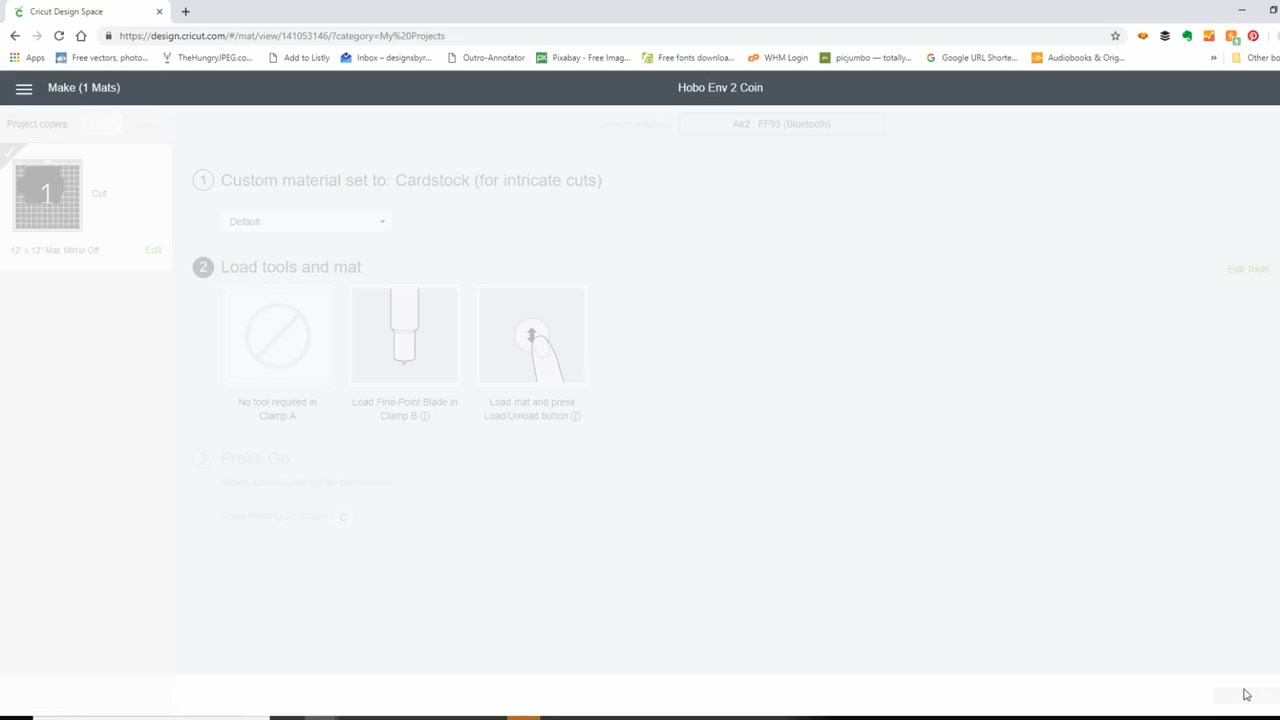 Cricut Design Space
https://design.cricut.com/#/mat/view/141053146/?category=My%20Projects
Apps Free vectors, photo... TheHungryJPEG.co... Add to Listly Inbox – designsbyr... Outro-Annotator Pixabay - Free Imag... Free fonts downloa... WHM Login picjumbo — totally... Google URL Shorte... Audiobooks & Orig... » Other bo
Make (1 Mats) Hobo Env 2 Coin
Project copies: Air2 : FF93 (Bluetooth)
1 Custom material set to: Cardstock (for intricate cuts)
1 Cut
Default
12" x 12" Mat: Mirror Off Edit
2 Load tools and mat Edit Tools
No tool required in Clamp A
Load Fine-Point Blade in Clamp B
Load mat and press Load/Unload button
3 Press Go